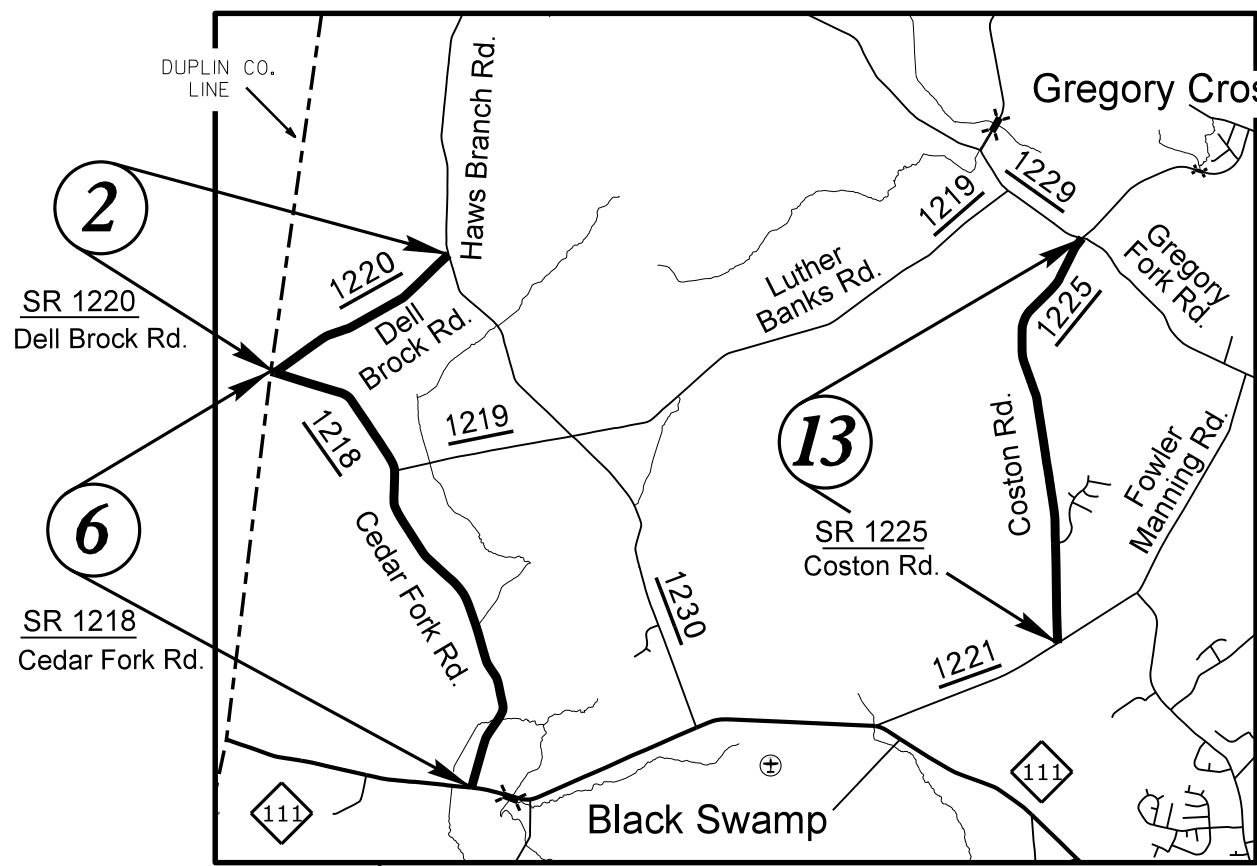 DUPLIN CO.
LINE
Haws Branch Rd.
Gregory Cros
2
1219
1229
SR 1220
Dell Brock Rd.
1220
Dell
Brock Rd.
Luther
Banks Rd.
Gregory
Fork Rd.
1225
1218
1219
13
Coston Rd.
Fowler
Manning Rd.
6
Cedar Fork Rd.
SR 1225
Coston Rd.
1230
SR 1218
Cedar Fork Rd.
1221
111
Black Swamp
111